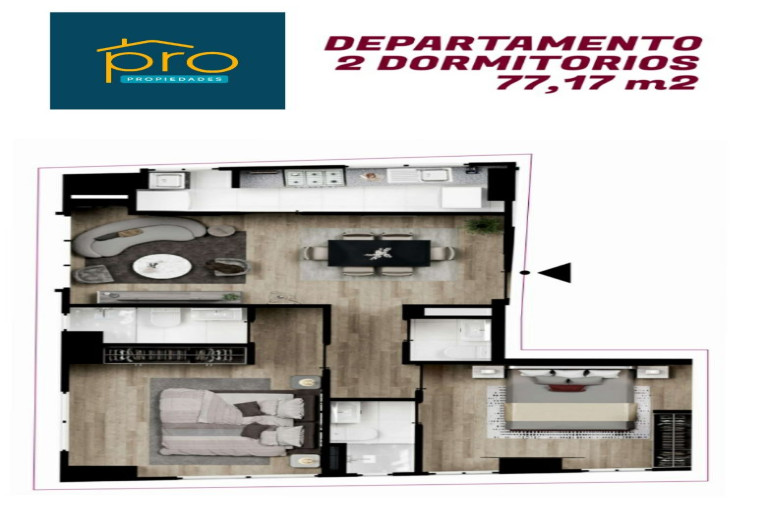 pro
PROPIEDADES
DEPARTAMENTO
2 DORMITORIOS
77,17 m2